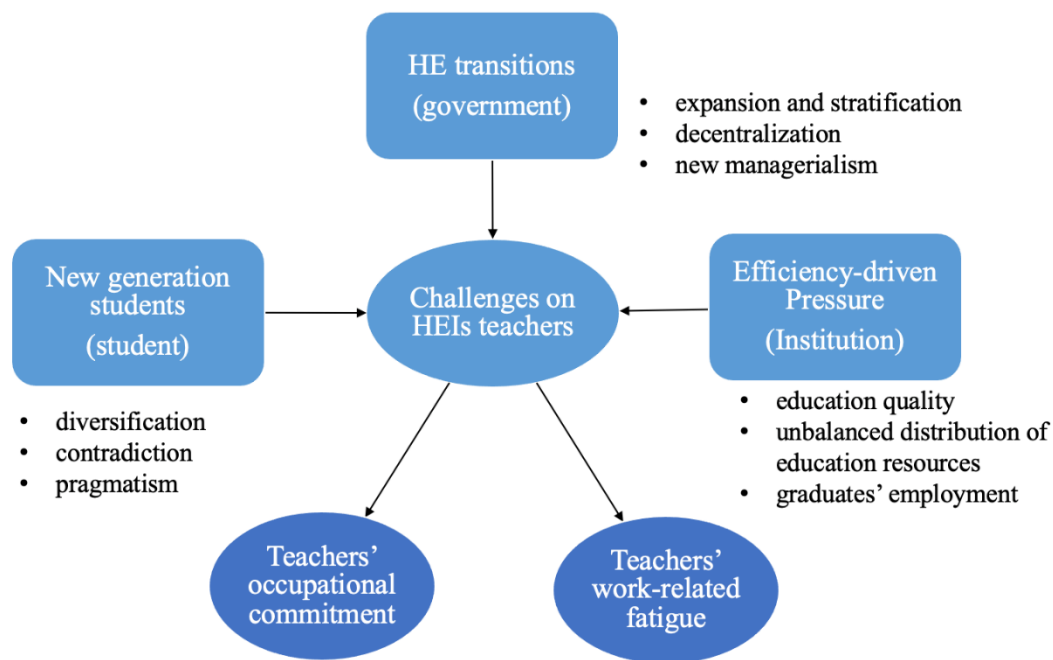 HE transitions
(government)
• expansion and stratification
• decentralization
• new managerialism
New generation
students
(student)
• diversification
• contradiction
• pragmatism
Challenges on
HEIs teachers
Efficiency-driven
Pressure
(Institution)
• education quality
• unbalanced distribution of
education resources
• graduates’ employment
Teachers’
occupational
commitment
Teachers’
work-related
fatigue